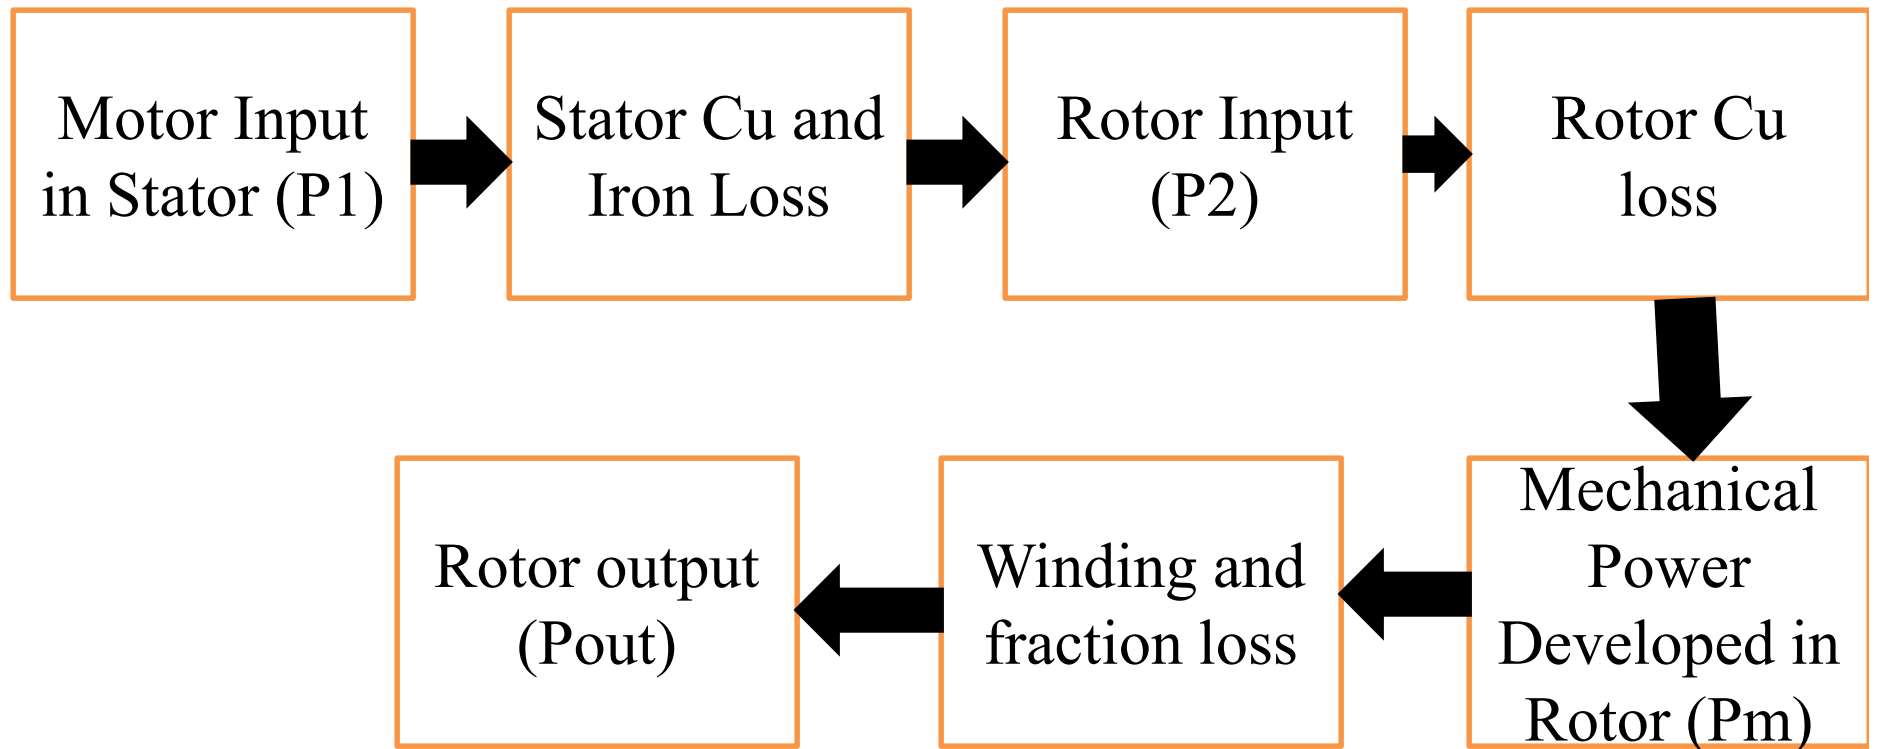 Motor Input
in Stator (P1)
Stator Cu and
Iron Loss
Rotor Input
(P2)
Rotor Cu
loss
Mechanical
Power
Developed in
Rotor (Pm)
Winding and
fraction loss
Rotor output
(Pout)